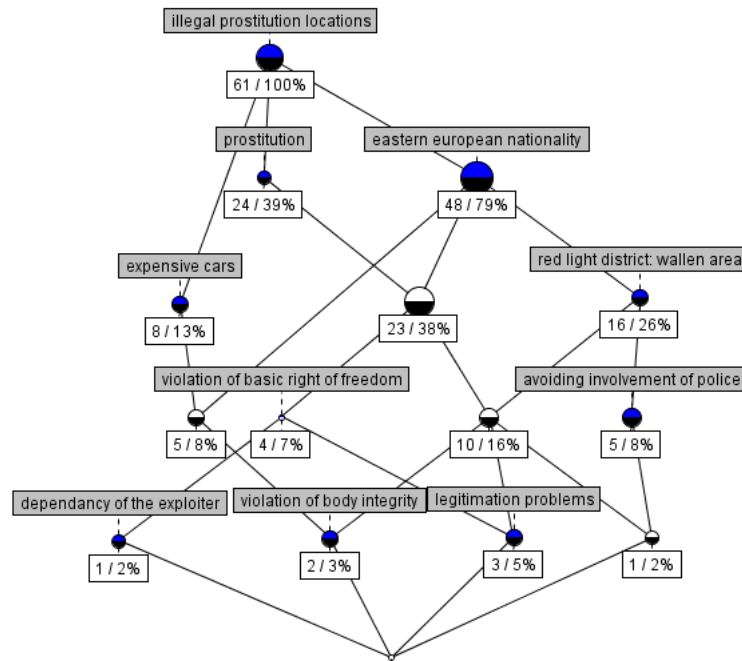 illegal prostitution locations
61 / 100%
prostitution
eastern european nationality
24 / 39%
48 / 79%
expensive cars
red light district: wallen area
8 / 13%
23 / 38%
16 / 26%
violation of basic right of freedom
avoiding involvement of police
5 / 8%
4 / 7%
10 / 16%
5 / 8%
dependancy of the exploiter
violation of body integrity
legitimation problems
1 / 2%
2 / 3%
3 / 5%
1 / 2%